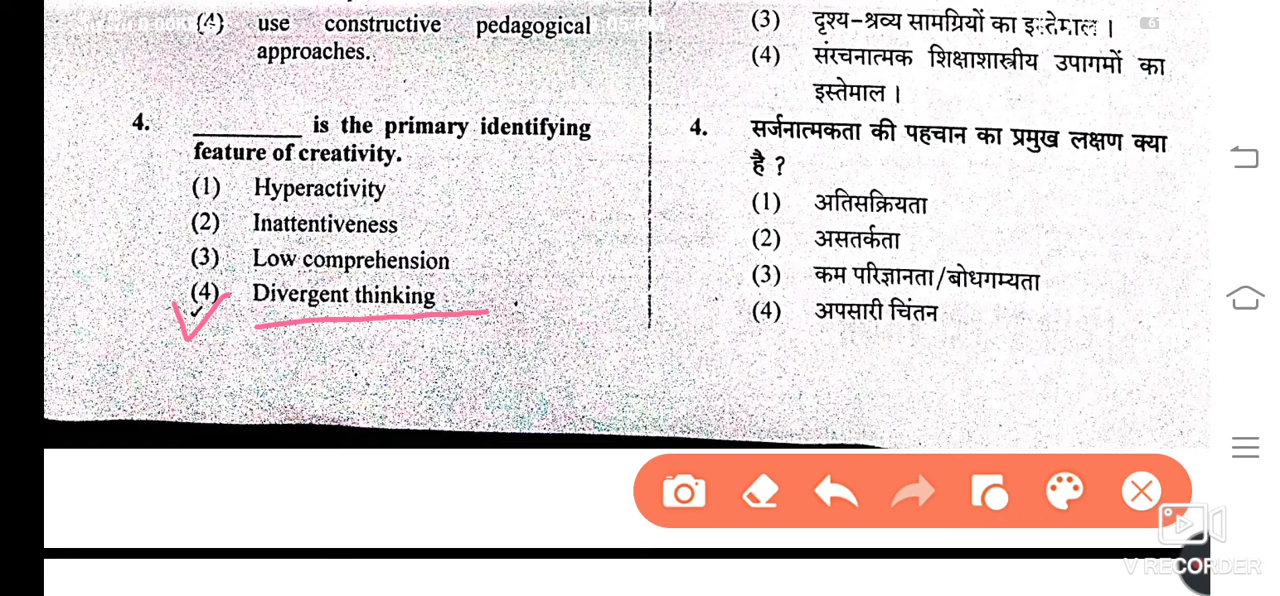 (4) use constructive pedagogical
approaches.
4. ________ is the primary identifying
feature of creativity.
(1) Hyperactivity
(2) Inattentiveness
(3) Low comprehension
(4) Divergent thinking
(3) दृश्य-श्रव्य सामग्रियों का इस्तेमाल ।
(4) संरचनात्मक शिक्षाशास्त्रीय उपागमों का
इस्तेमाल ।
4. सर्जनात्मकता की पहचान का प्रमुख लक्षण क्या
है ?
(1) अतिसक्रियता
(2) असतर्कता
(3) कम परिज्ञानता/बोधगम्यता
(4) अपसारी चिंतन
V RECORDER